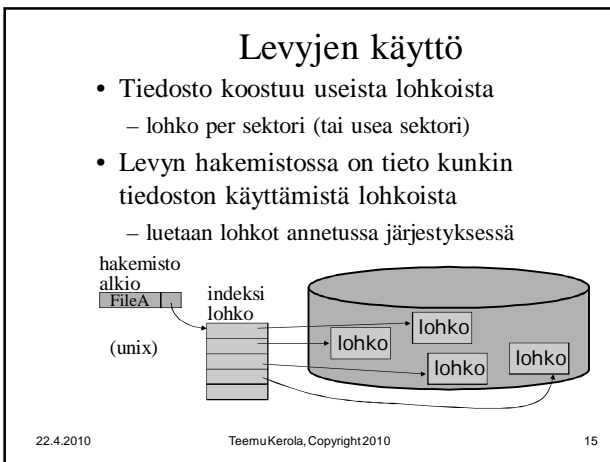 Levyjen käyttö
• Tiedosto koostuu useista lohkoista
– lohko per sektori (tai usea sektori)
• Levyn hakemistossa on tieto kunkin
tiedoston käyttämistä lohkoista
– luetaan lohkot annetussa järjestyksessä
hakemisto
alkio
FileA
(unix)
indeksi
lohko
lohko
lohko
lohko
lohko
22.4.2010
Teemu Kerola, Copyright 2010
15